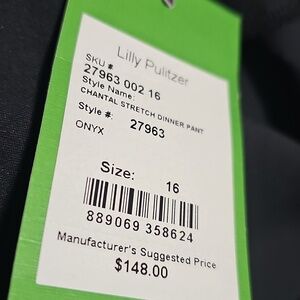 Lilly Pulitzer
SKU #
27963 002 16
Style Name:
CHANTAL STRETCH DINNER PANT
Style #: 27963
ONYX
Size: 16
889069 358624
Manufacturer's Suggested Price
$148.00